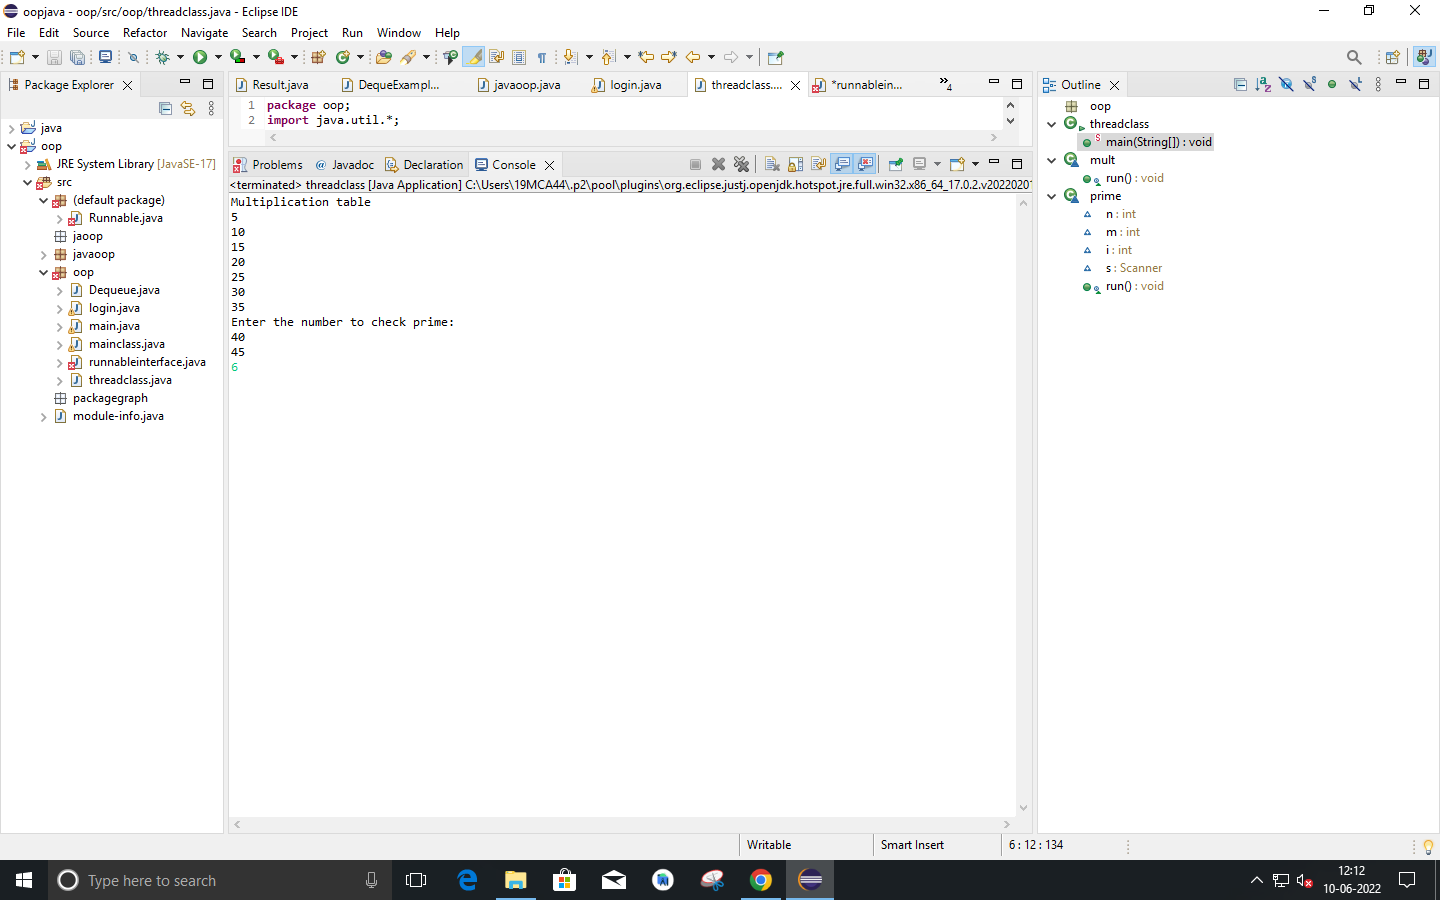 oopjava - oop/src/oop/threadclass.java - Eclipse IDE
File Edit Source Refactor Navigate Search Project Run Window Help
Package Explorer
java
oop
JRE System Library [JavaSE-17]
src
(default package)
Runnable.java
jaoop
javaoop
oop
Dequeue.java
login.java
main.java
mainclass.java
runnableinterface.java
threadclass.java
packagegraph
module-info.java
Result.java DequeExampl... javaoop.java login.java threadclass.... *runnablein... »4
1 package oop;
2 import java.util.*;
Problems @ Javadoc Declaration Console
<terminated> threadclass [Java Application] C:\Users\19MCA44\.p2\pool\plugins\org.eclipse.justj.openjdk.hotspot.jre.full.win32.x86_64_17.0.2.v2022020
Multiplication table
5
10
15
20
25
30
35
Enter the number to check prime:
40
45
6
Outline
oop
threadclass
main(String[]) : void
mult
run() : void
prime
n : int
m : int
i : int
s : Scanner
run() : void
Writable Smart Insert 6 : 12 : 134
Type here to search
12:12
10-06-2022